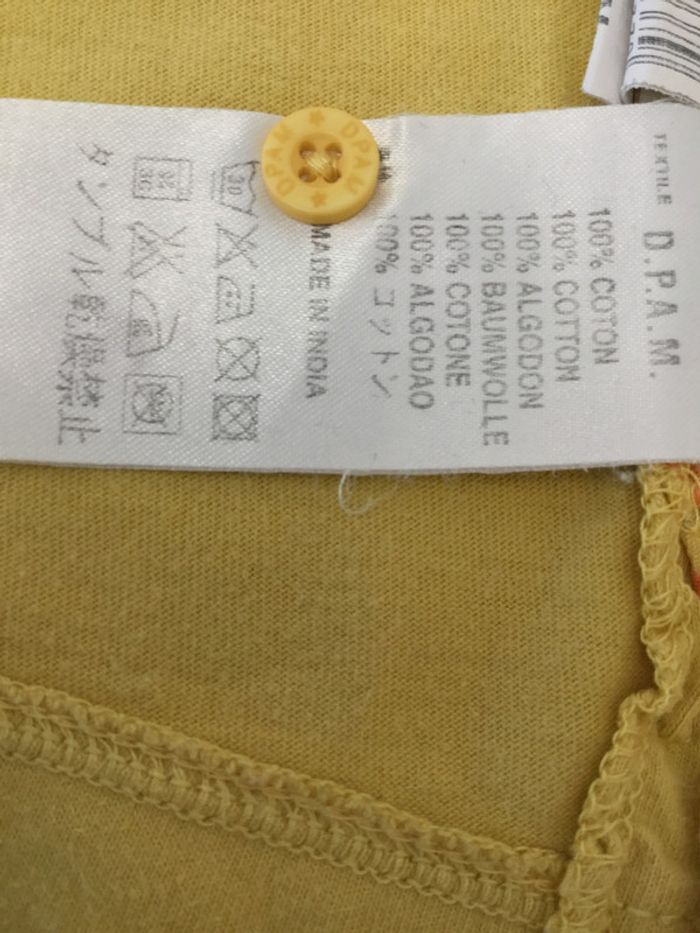 TEXTILE D.P.A.M.
100% COTON
100% COTTON
100% ALGODON
100% BAUMWOLLE
100% COTONE
100% ALGODAO
100% コットン
MADE IN INDIA
30
タンブル乾燥禁止
DPAM DPAM